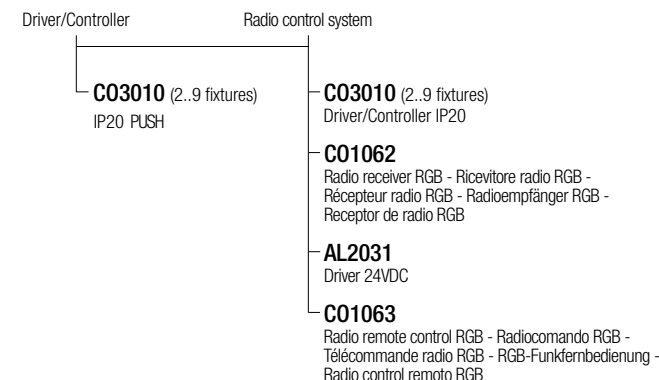 Driver/Controller
Radio control system
CO3010 (2..9 fixtures)
IP20 PUSH
CO3010 (2..9 fixtures)
Driver/Controller IP20
CO1062
Radio receiver RGB - Ricevitore radio RGB -
Récepteur radio RGB - Radioempfänger RGB -
Receptor de radio RGB
AL2031
Driver 24VDC
CO1063
Radio remote control RGB - Radiocomando RGB -
Télécommande radio RGB - RGB-Funkfernbedienung -
Radio control remoto RGB